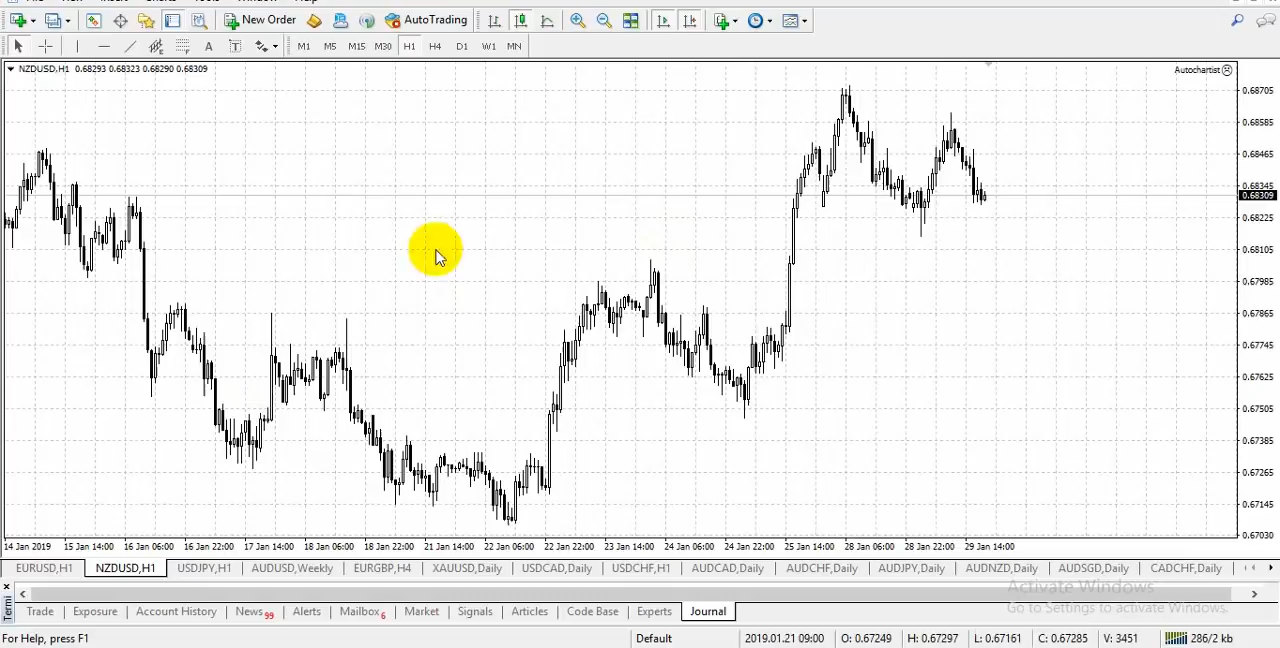 New Order AutoTrading
A T M1 M5 M15 M30 H1 H4 D1 W1 MN
NZDUSD,H1 0.68293 0.68323 0.68290 0.68309
Autochartist
0.68705
0.68585
0.68465
0.68345
0.68309
0.68225
0.68105
0.67985
0.67865
0.67745
0.67625
0.67505
0.67385
0.67265
0.67145
0.67030
14 Jan 2019 15 Jan 14:00 16 Jan 06:00 16 Jan 22:00 17 Jan 14:00 18 Jan 06:00 18 Jan 22:00 21 Jan 14:00 22 Jan 06:00 22 Jan 22:00 23 Jan 14:00 24 Jan 06:00 24 Jan 22:00 25 Jan 14:00 28 Jan 06:00 28 Jan 22:00 29 Jan 14:00
EURUSD,H1 NZDUSD,H1 USDJPY,H1 AUDUSD,Weekly EURGBP,H4 XAUUSD,Daily USDCAD,Daily USDCHF,H1 AUDCAD,Daily AUDCHF,Daily AUDJPY,Daily AUDNZD,Daily AUDSGD,Daily CADCHF,Daily
Activate Windows
Go to Settings to activate Windows.
Termi
Trade Exposure Account History News 99 Alerts Mailbox 6 Market Signals Articles Code Base Experts Journal
For Help, press F1 Default 2019.01.21 09:00 O: 0.67249 H: 0.67297 L: 0.67161 C: 0.67285 V: 3451 286/2 kb